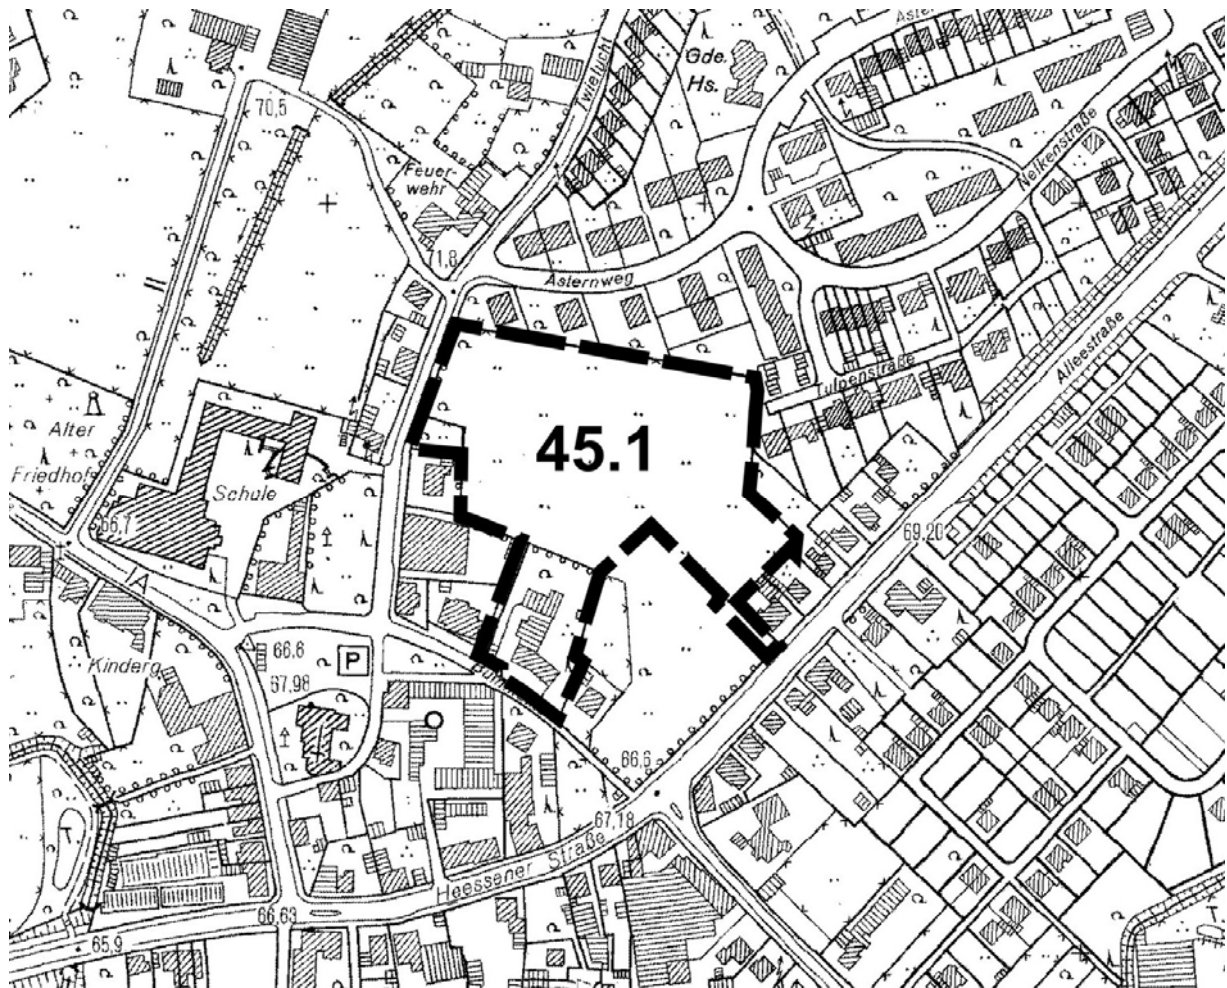 Gde.
Hs.
70,5
Feuer-
wehr
Nelkenstraße
71,8
Asternweg
Alleestraße
Tulpenstraße
Alter
Friedhof
45.1
Schule
66,7
69.20
66,6
P
Kinderg.
67,98
66,6
67,18
Heessener Straße
66,63
65,9